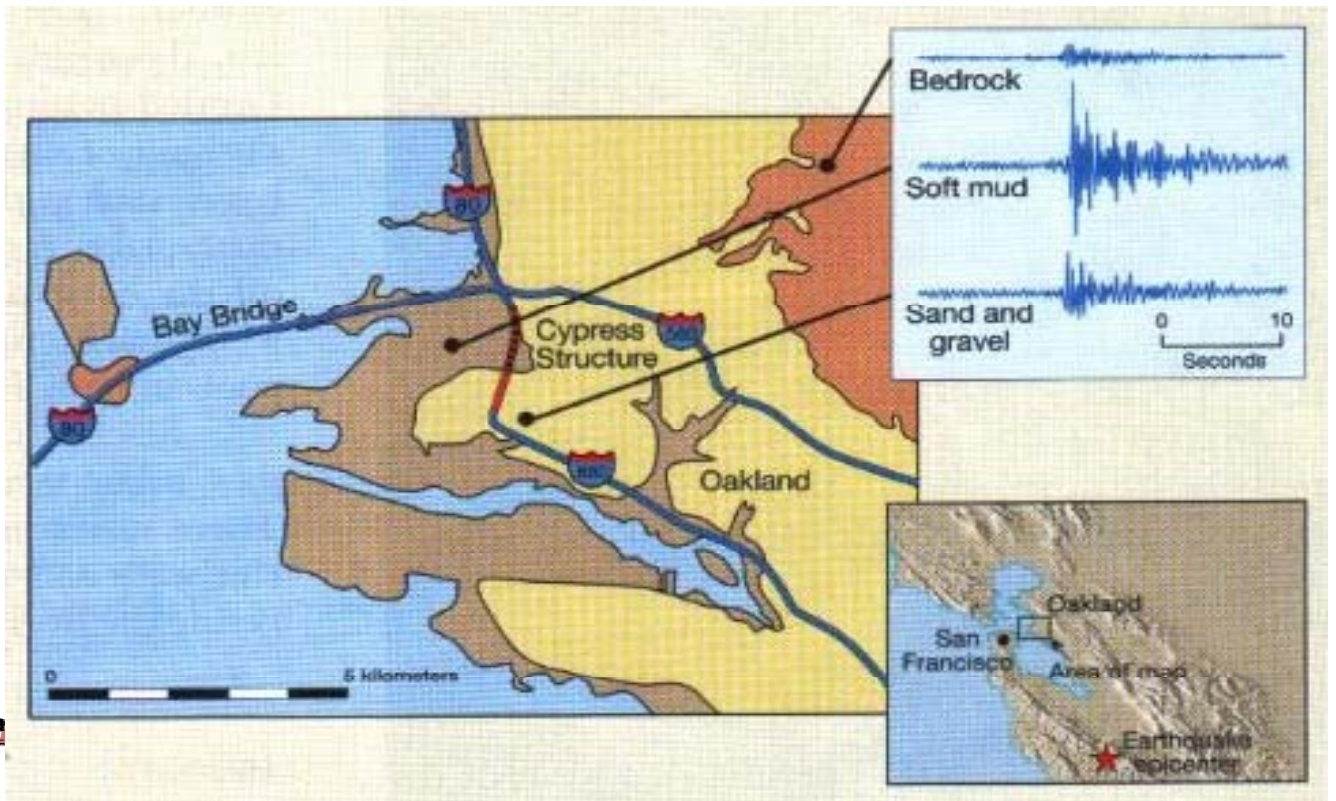 Bedrock
Soft mud
Sand and
gravel
0 10
Seconds
80
Bay Bridge
Cypress
Structure
580
80
880
Oakland
0 5 kilometers
Oakland
San
Francisco
Area of map
Earthquake
epicenter